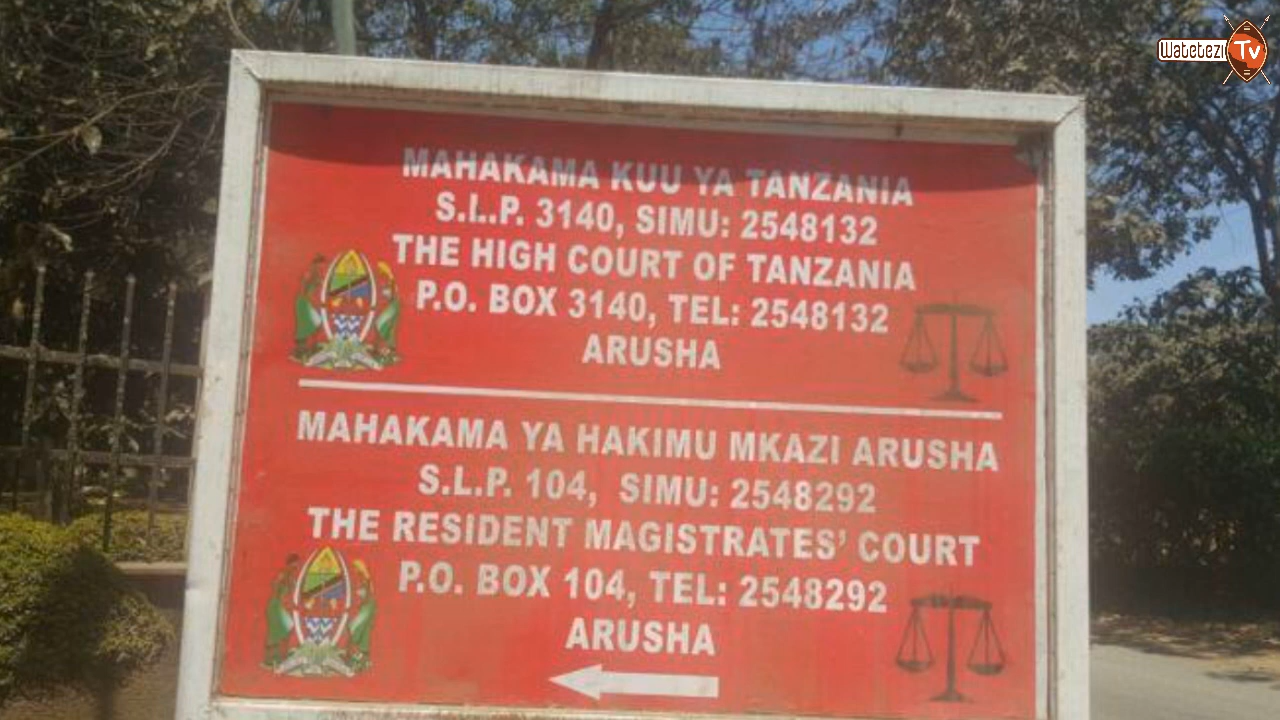 Watetezi Tv
MAHAKAMA KUU YA TANZANIA
S.L.P. 3140, SIMU: 2548132
THE HIGH COURT OF TANZANIA
P.O. BOX 3140, TEL: 2548132
ARUSHA
MAHAKAMA YA HAKIMU MKAZI ARUSHA
S.L.P. 104, SIMU: 2548292
THE RESIDENT MAGISTRATES' COURT
P.O. BOX 104, TEL: 2548292
ARUSHA